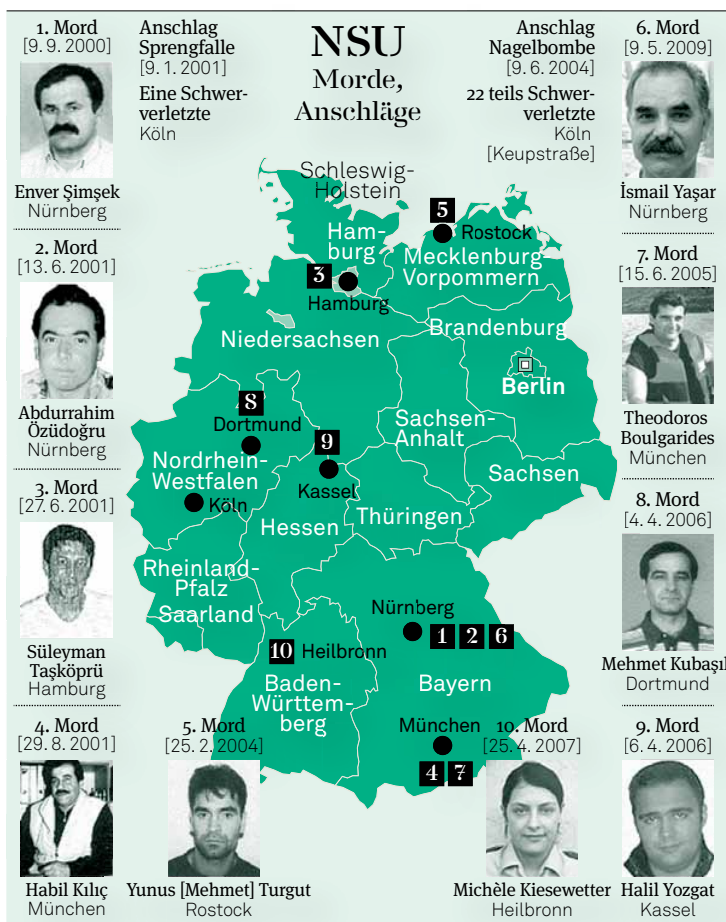 1. Mord
[9. 9. 2000]
Enver Şimşek
Nürnberg
2. Mord
[13. 6. 2001]
Abdurrahim
Özüdoğru
Nürnberg
3. Mord
[27. 6. 2001]
Süleyman
Taşköprü
Hamburg
4. Mord
[29. 8. 2001]
Habil Kılıç
München
Anschlag
Sprengfalle
[9. 1. 2001]
Eine Schwer-
verletzte
Köln
NSU
Morde,
Anschläge
Anschlag
Nagelbombe
[9. 6. 2004]
22 teils Schwer-
verletzte
Köln
[Keupstraße]
Schleswig-
Holstein
5
Rostock
Ham-
burg
Mecklenburg-
Vorpommern
3
Hamburg
Niedersachsen
Brandenburg
Berlin
8
Dortmund
9
Kassel
Sachsen-
Anhalt
Nordrhein-
Westfalen
Köln
Sachsen
Hessen
Thüringen
Rheinland-
Pfalz
Saarland
Nürnberg
1 2 6
10 Heilbronn
Baden-
Württem-
berg
Bayern
München
4 7
5. Mord
[25. 2. 2004]
Yunus [Mehmet] Turgut
Rostock
10. Mord
[25. 4. 2007]
Michèle Kiesewetter
Heilbronn
6. Mord
[9. 5. 2009]
İsmail Yaşar
Nürnberg
7. Mord
[15. 6. 2005]
Theodoros
Boulgarides
München
8. Mord
[4. 4. 2006]
Mehmet Kubaşık
Dortmund
9. Mord
[6. 4. 2006]
Halil Yozgat
Kassel